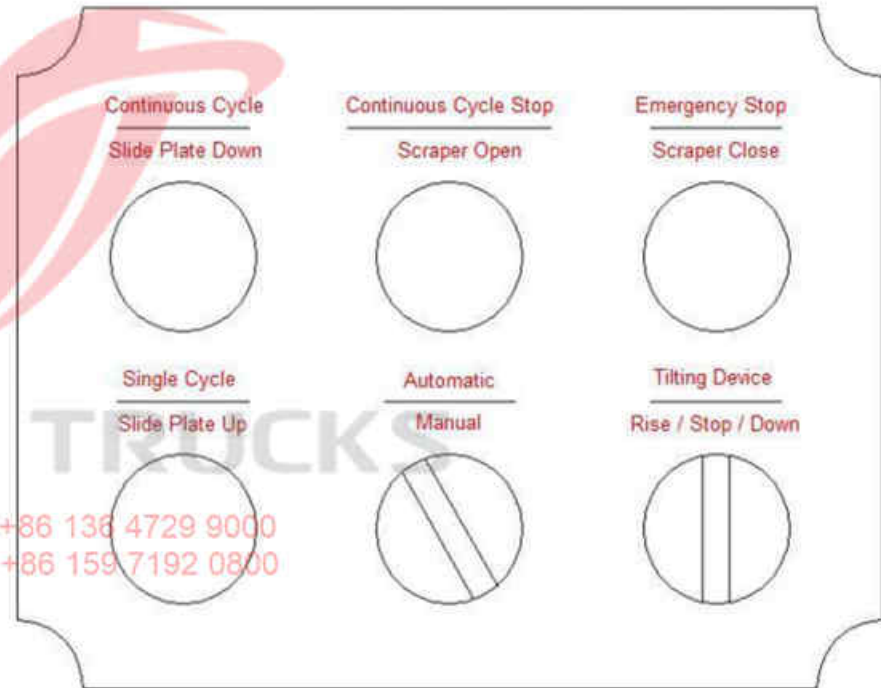 Continuous Cycle
Slide Plate Down
Continuous Cycle Stop
Scraper Open
Emergency Stop
Scraper Close
Single Cycle
Slide Plate Up
Automatic
Manual
Tilting Device
Rise / Stop / Down
TRUCKS
+86 136 4729 9000
+86 159 7192 0800